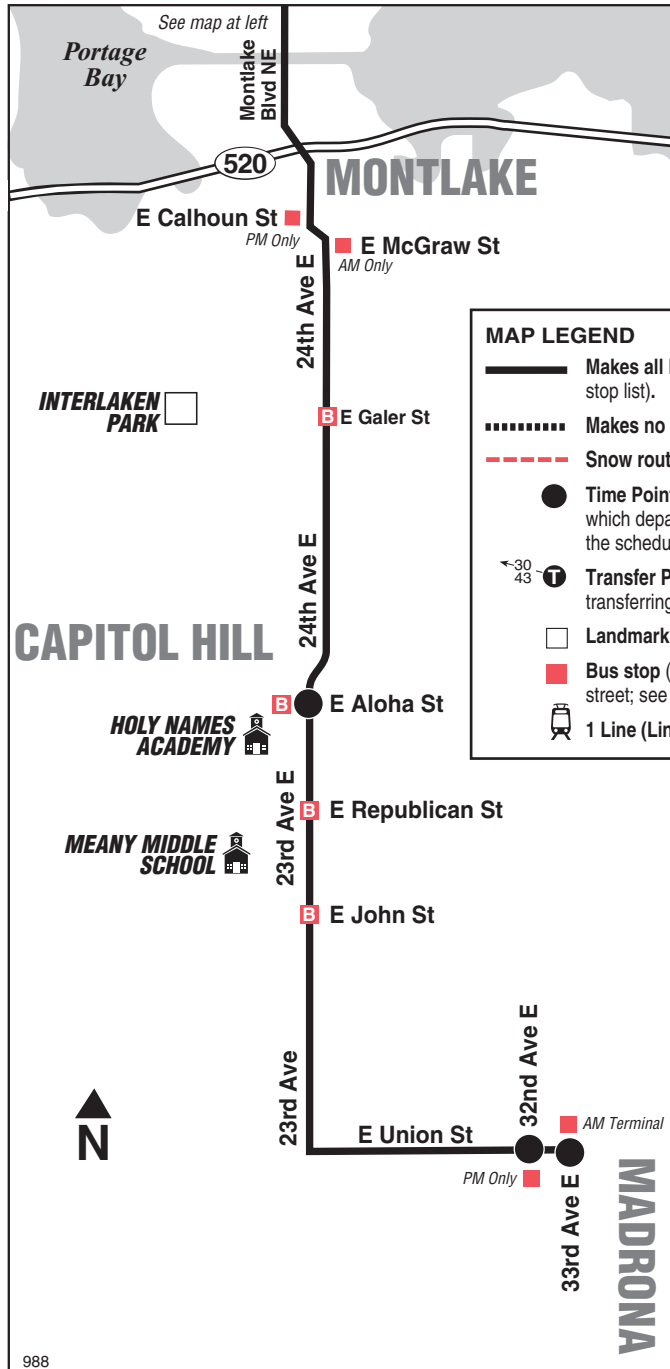 See map at left
Portage
Bay
Montlake
Blvd NE
520
MONTLAKE
E Calhoun St
PM Only
E McGraw St
AM Only
24th Ave E
MAP LEGEND
Makes all
stop list).
Makes no
Snow rout
Time Point
which depa
the schedu
30
43
T
Transfer P
transferring
Landmark
Bus stop (
street; see
1 Line (Lin
INTERLAKEN
PARK
B
E Galer St
24th Ave E
CAPITOL HILL
B
E Aloha St
HOLY NAMES
ACADEMY
23rd Ave E
B
E Republican St
MEANY MIDDLE
SCHOOL
B
E John St
23rd Ave
E Union St
32nd Ave E
AM Terminal
PM Only
33rd Ave E
N
MADRONA
988